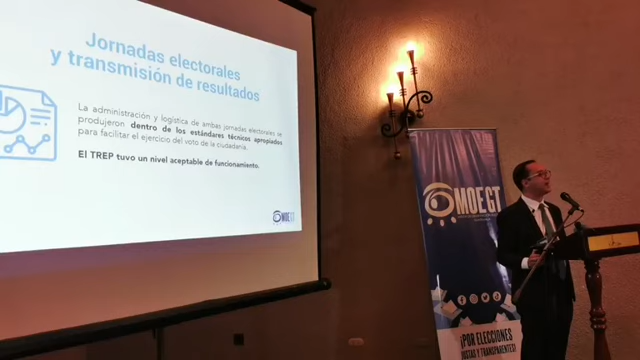 Jornadas electorales
y transmisión de resultados
La administración y logística de ambas jornadas electorales se
produjeron dentro de los estándares técnicos apropiados
para facilitar el ejercicio del voto de la ciudadanía.
El TREP tuvo un nivel aceptable de funcionamiento.
MOEGT
MOEGT
¡POR ELECCIONES
JUSTAS Y TRANSPARENTES!